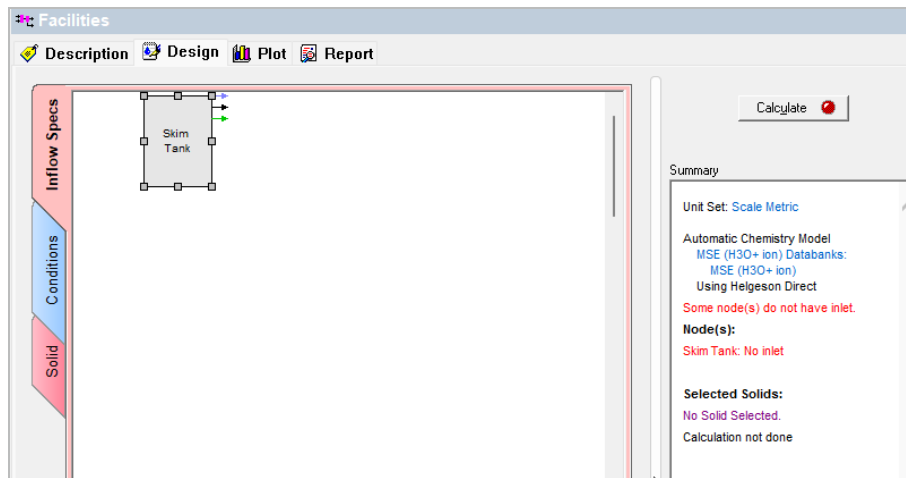 Facilities
Description Design Plot Report
Inflow Specs
Conditions
Solid
Skim
Tank
Calculate
Summary
Unit Set: Scale Metric
Automatic Chemistry Model
MSE (H3O+ ion) Databanks:
MSE (H3O+ ion)
Using Helgeson Direct
Some node(s) do not have inlet.
Node(s):
Skim Tank: No inlet
Selected Solids:
No Solid Selected.
Calculation not done